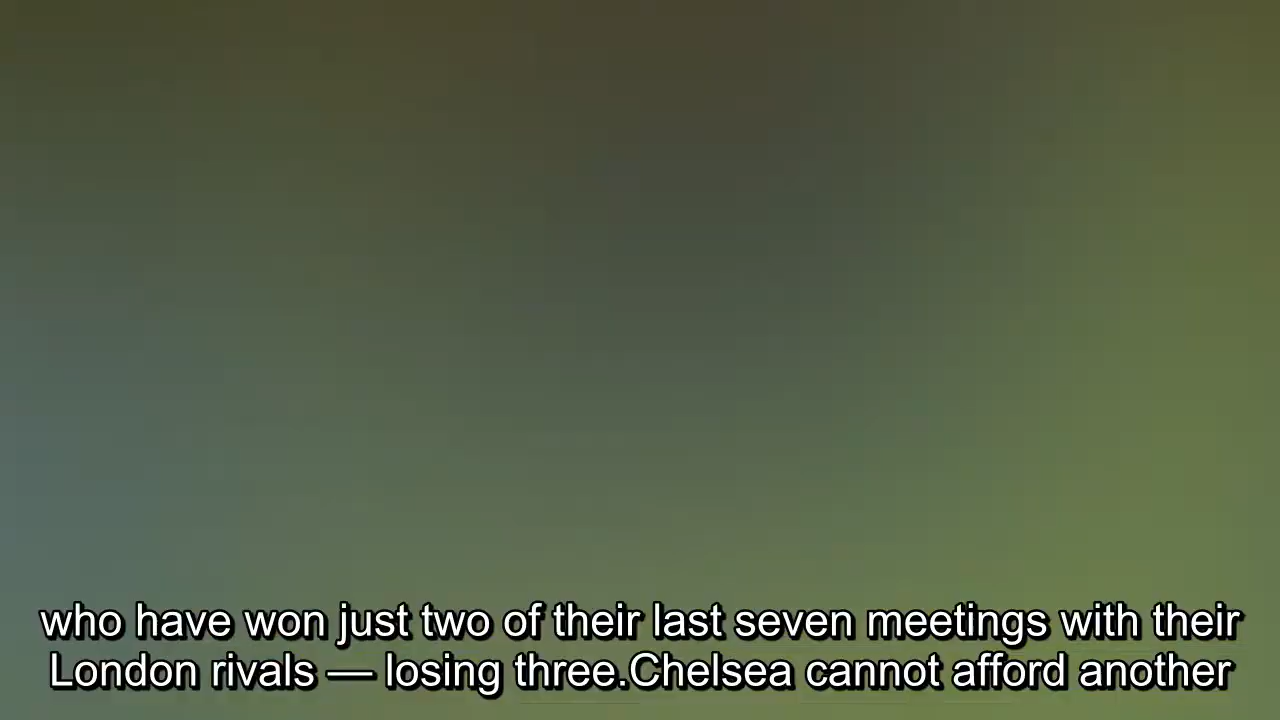 who have won just two of their last seven meetings with their
London rivals — losing three.Chelsea cannot afford another